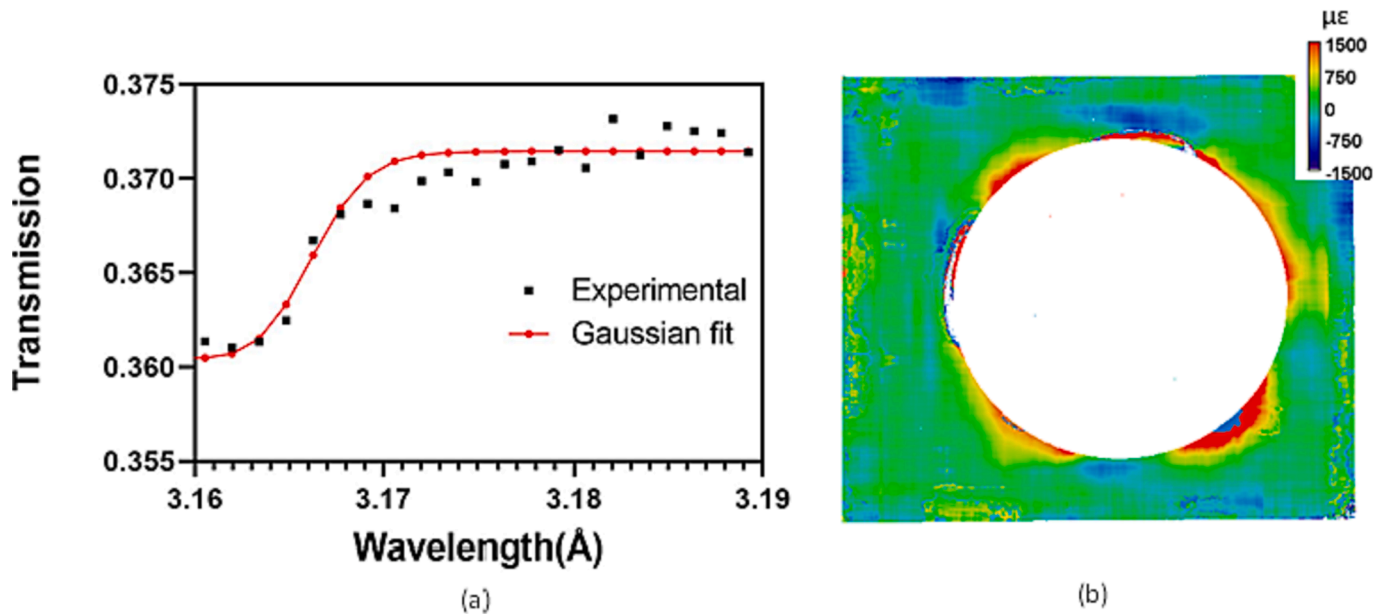 0.375
0.370
0.365
0.360
0.355
Transmission
Experimental
Gaussian fit
3.16
3.17
3.18
3.19
Wavelength(Å)
(a)
με
1500
750
0
-750
-1500
(b)